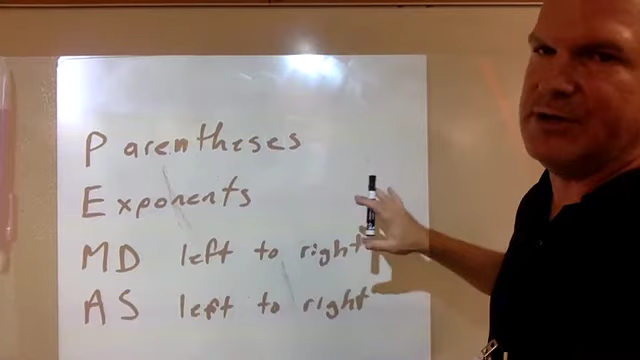 Parentheses
Exponents
MD left to right
AS left to right